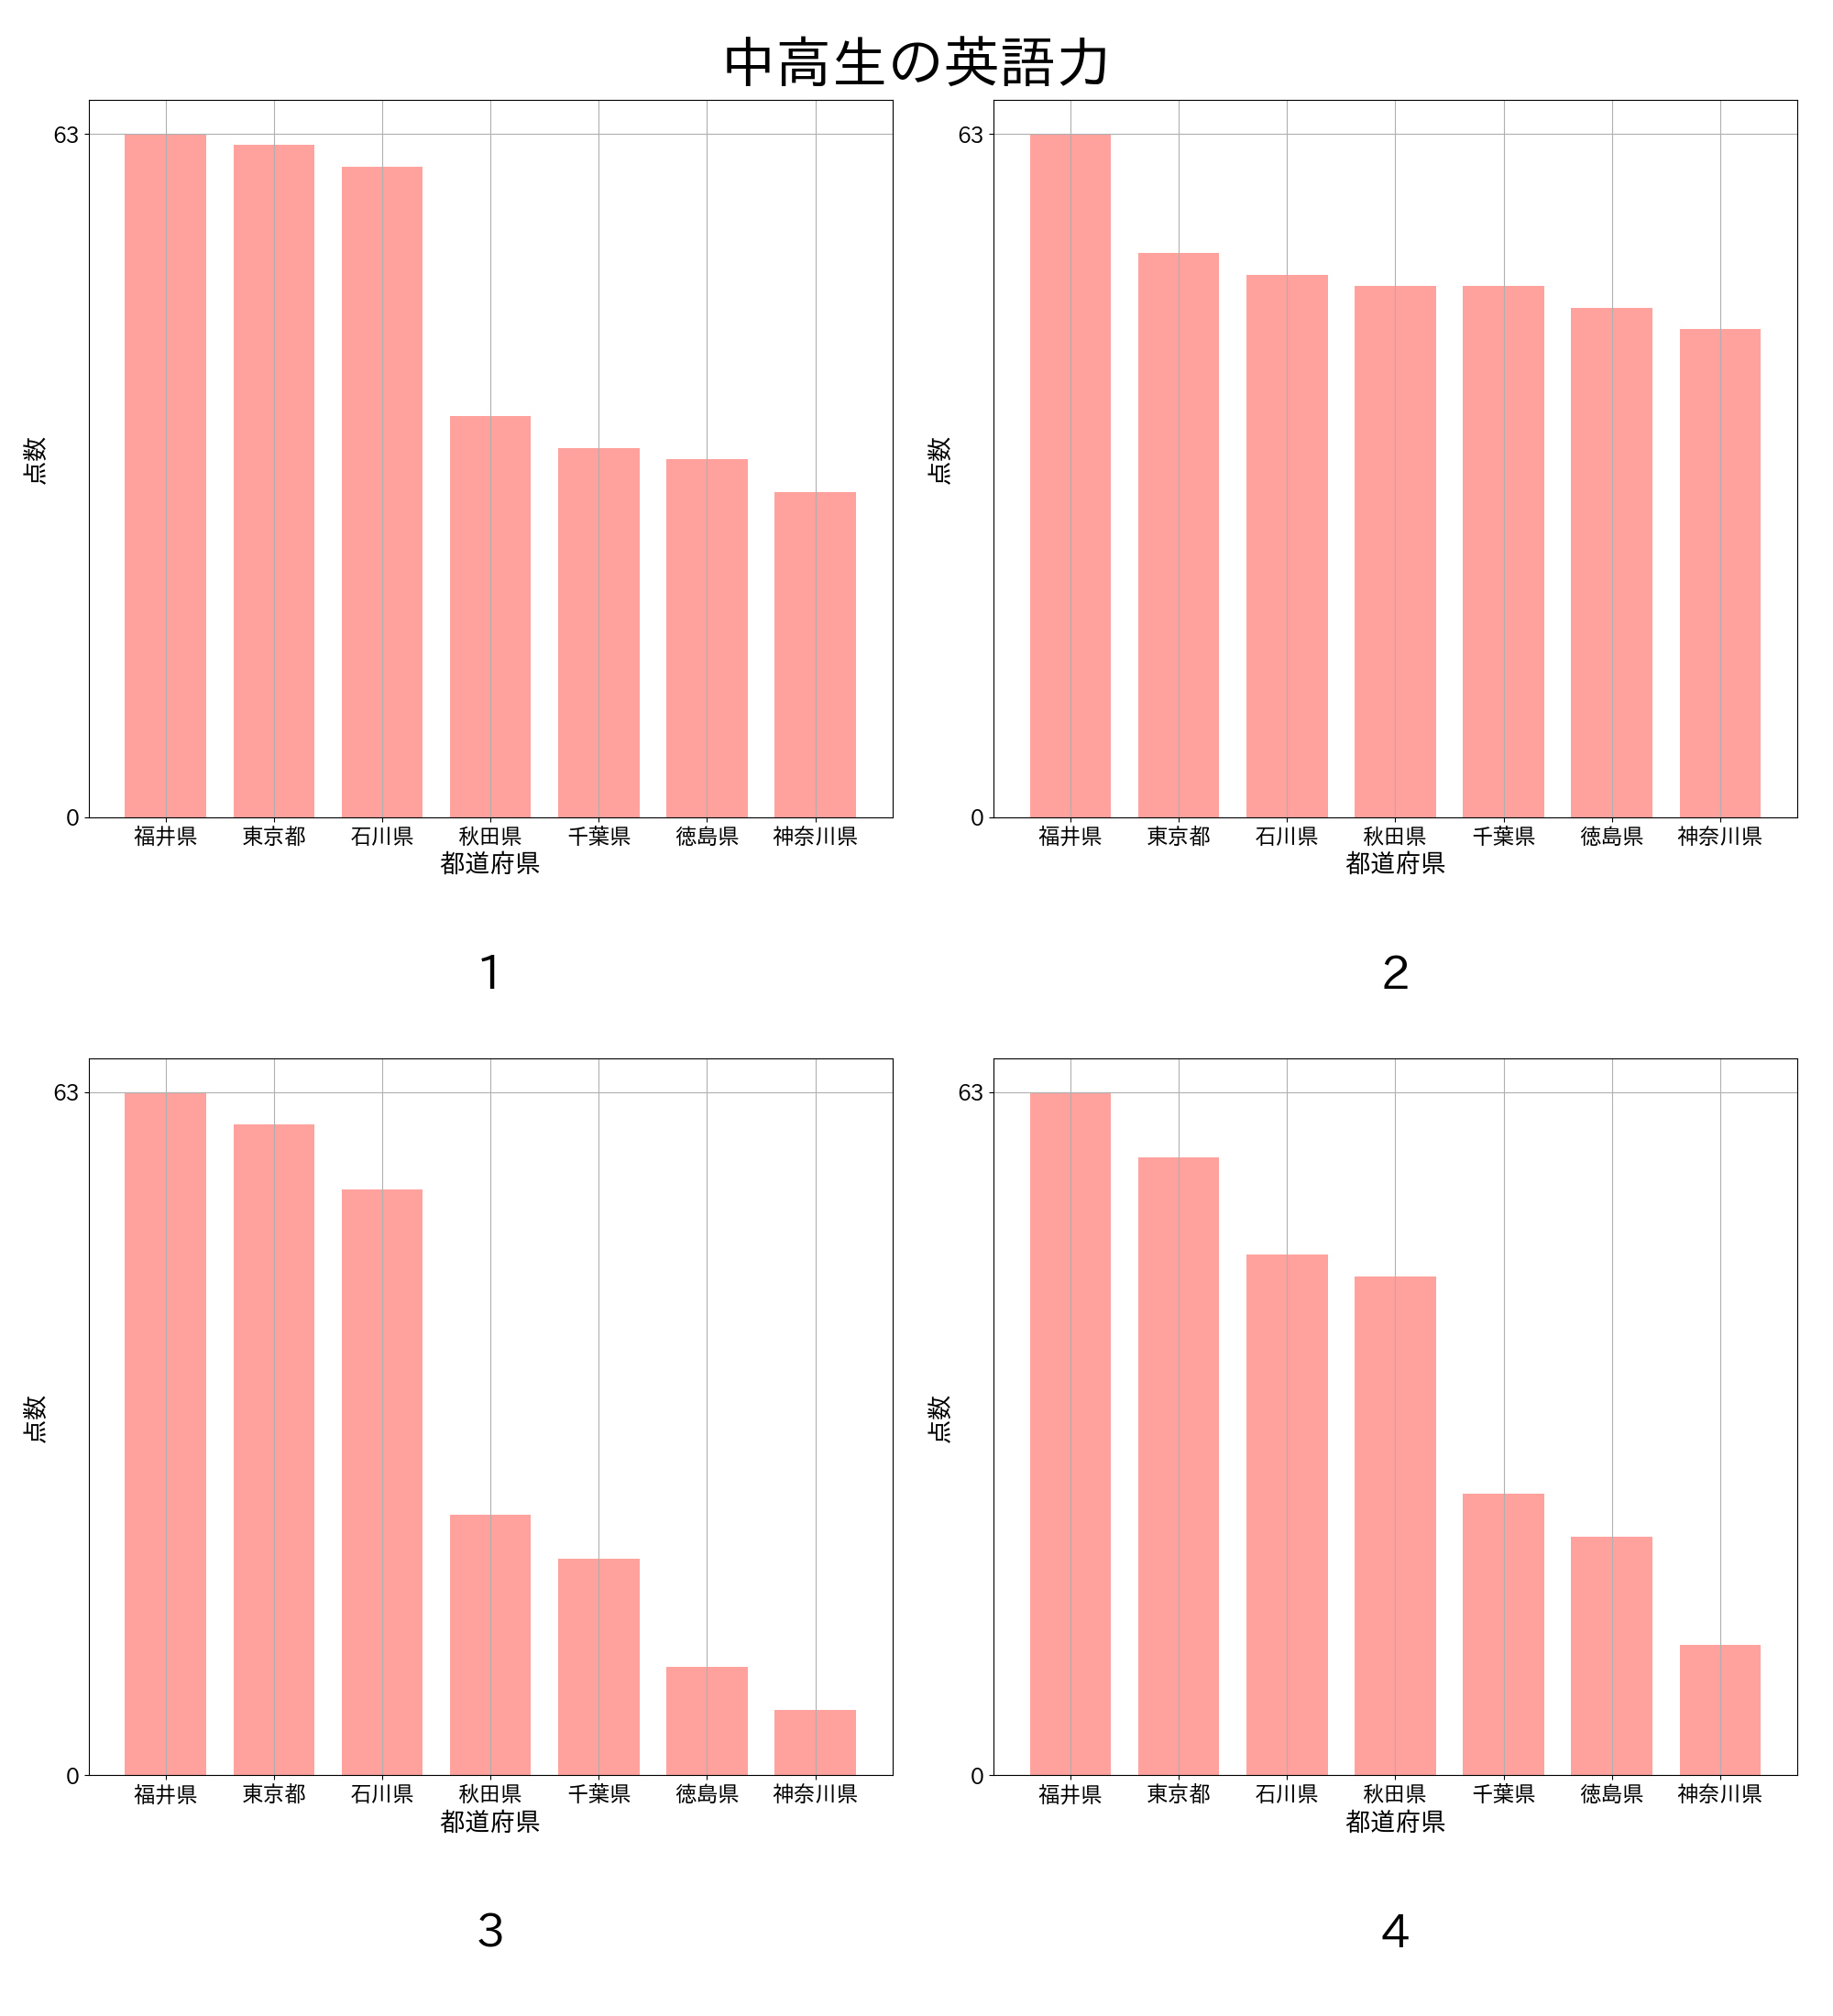 中高生の英語力
63
0
点数
福井県 東京都 石川県 秋田県 千葉県 徳島県 神奈川県
都道府県
1
63
0
点数
福井県 東京都 石川県 秋田県 千葉県 徳島県 神奈川県
都道府県
2
63
0
点数
福井県 東京都 石川県 秋田県 千葉県 徳島県 神奈川県
都道府県
3
63
0
点数
福井県 東京都 石川県 秋田県 千葉県 徳島県 神奈川県
都道府県
4